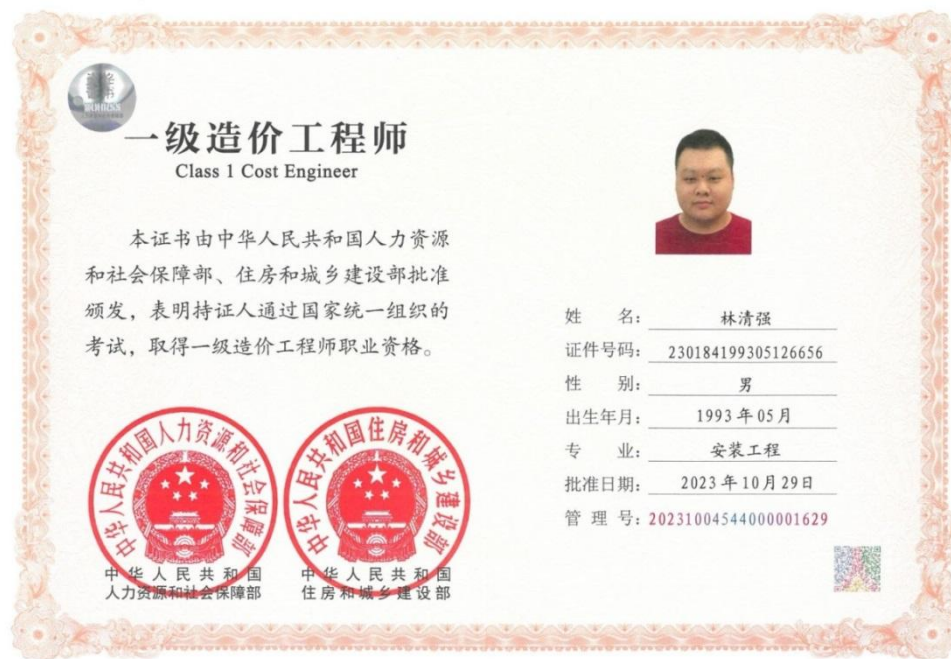 一级造价工程师
Class 1 Cost Engineer
本证书由中华人民共和国人力资源
和社会保障部、住房和城乡建设部批准
颁发，表明持证人通过国家统一组织的
考试，取得一级造价工程师职业资格。
中华人民共和国人力资源和社会保障部
中华人民共和国住房和城乡建设部
中华人民共和国
人力资源和社会保障部
中华人民共和国
住房和城乡建设部
姓 名： 林清强
证件号码： 230184199305126656
性 别： 男
出生年月： 1993年05月
专 业： 安装工程
批准日期： 2023年10月29日
管 理 号： 20231004544000001629